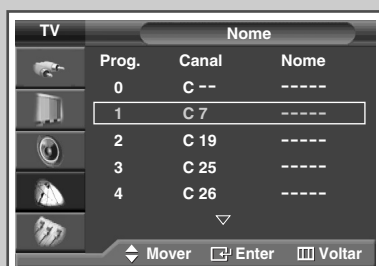 TV Nome
Prog. Canal Nome
0 C -- -----
1 C 7 -----
2 C 19 -----
3 C 25 -----
4 C 26 -----
Mover Enter Voltar